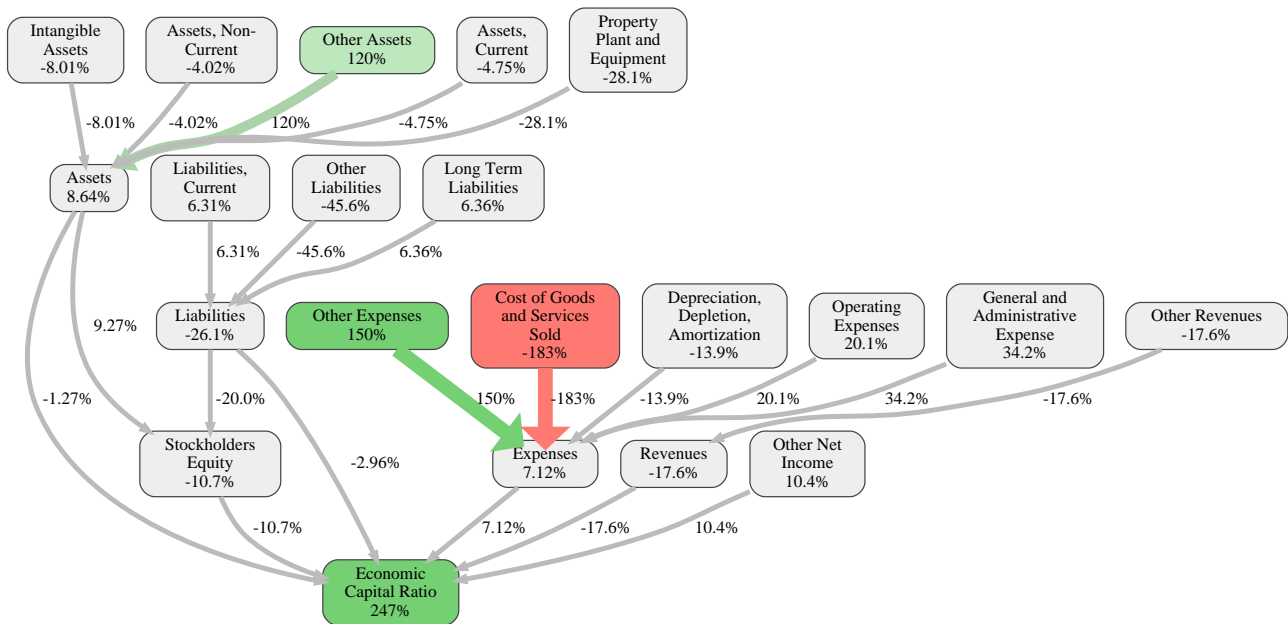 Intangible
Assets
-8.01%
Assets, Non-
Current
-4.02%
Other Assets
120%
Assets,
Current
-4.75%
Property
Plant and
Equipment
-28.1%
-8.01%
-4.02%
120%
-4.75%
-28.1%
Assets
8.64%
Liabilities,
Current
6.31%
Other
Liabilities
-45.6%
Long Term
Liabilities
6.36%
6.31%
-45.6%
6.36%
9.27%
Liabilities
-26.1%
Other Expenses
150%
Cost of Goods
and Services
Sold
-183%
Depreciation,
Depletion,
Amortization
-13.9%
Operating
Expenses
20.1%
General and
Administrative
Expense
34.2%
Other Revenues
-17.6%
-1.27%
-20.0%
150%
-183%
-13.9%
20.1%
34.2%
-17.6%
Stockholders
Equity
-10.7%
-2.96%
Expenses
7.12%
Revenues
-17.6%
Other Net
Income
10.4%
-10.7%
7.12%
-17.6%
10.4%
Economic
Capital Ratio
247%